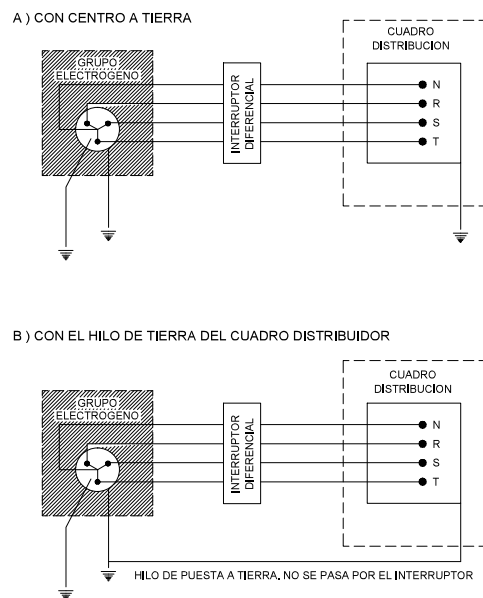 A ) CON CENTRO A TIERRA
GRUPO
ELECTROGENO
INTERRUPTOR
DIFERENCIAL
CUADRO
DISTRIBUCION
N
R
S
T
B ) CON EL HILO DE TIERRA DEL CUADRO DISTRIBUIDOR
GRUPO
ELECTROGENO
INTERRUPTOR
DIFERENCIAL
CUADRO
DISTRIBUCION
N
R
S
T
HILO DE PUESTA A TIERRA. NO SE PASA POR EL INTERRUPTOR